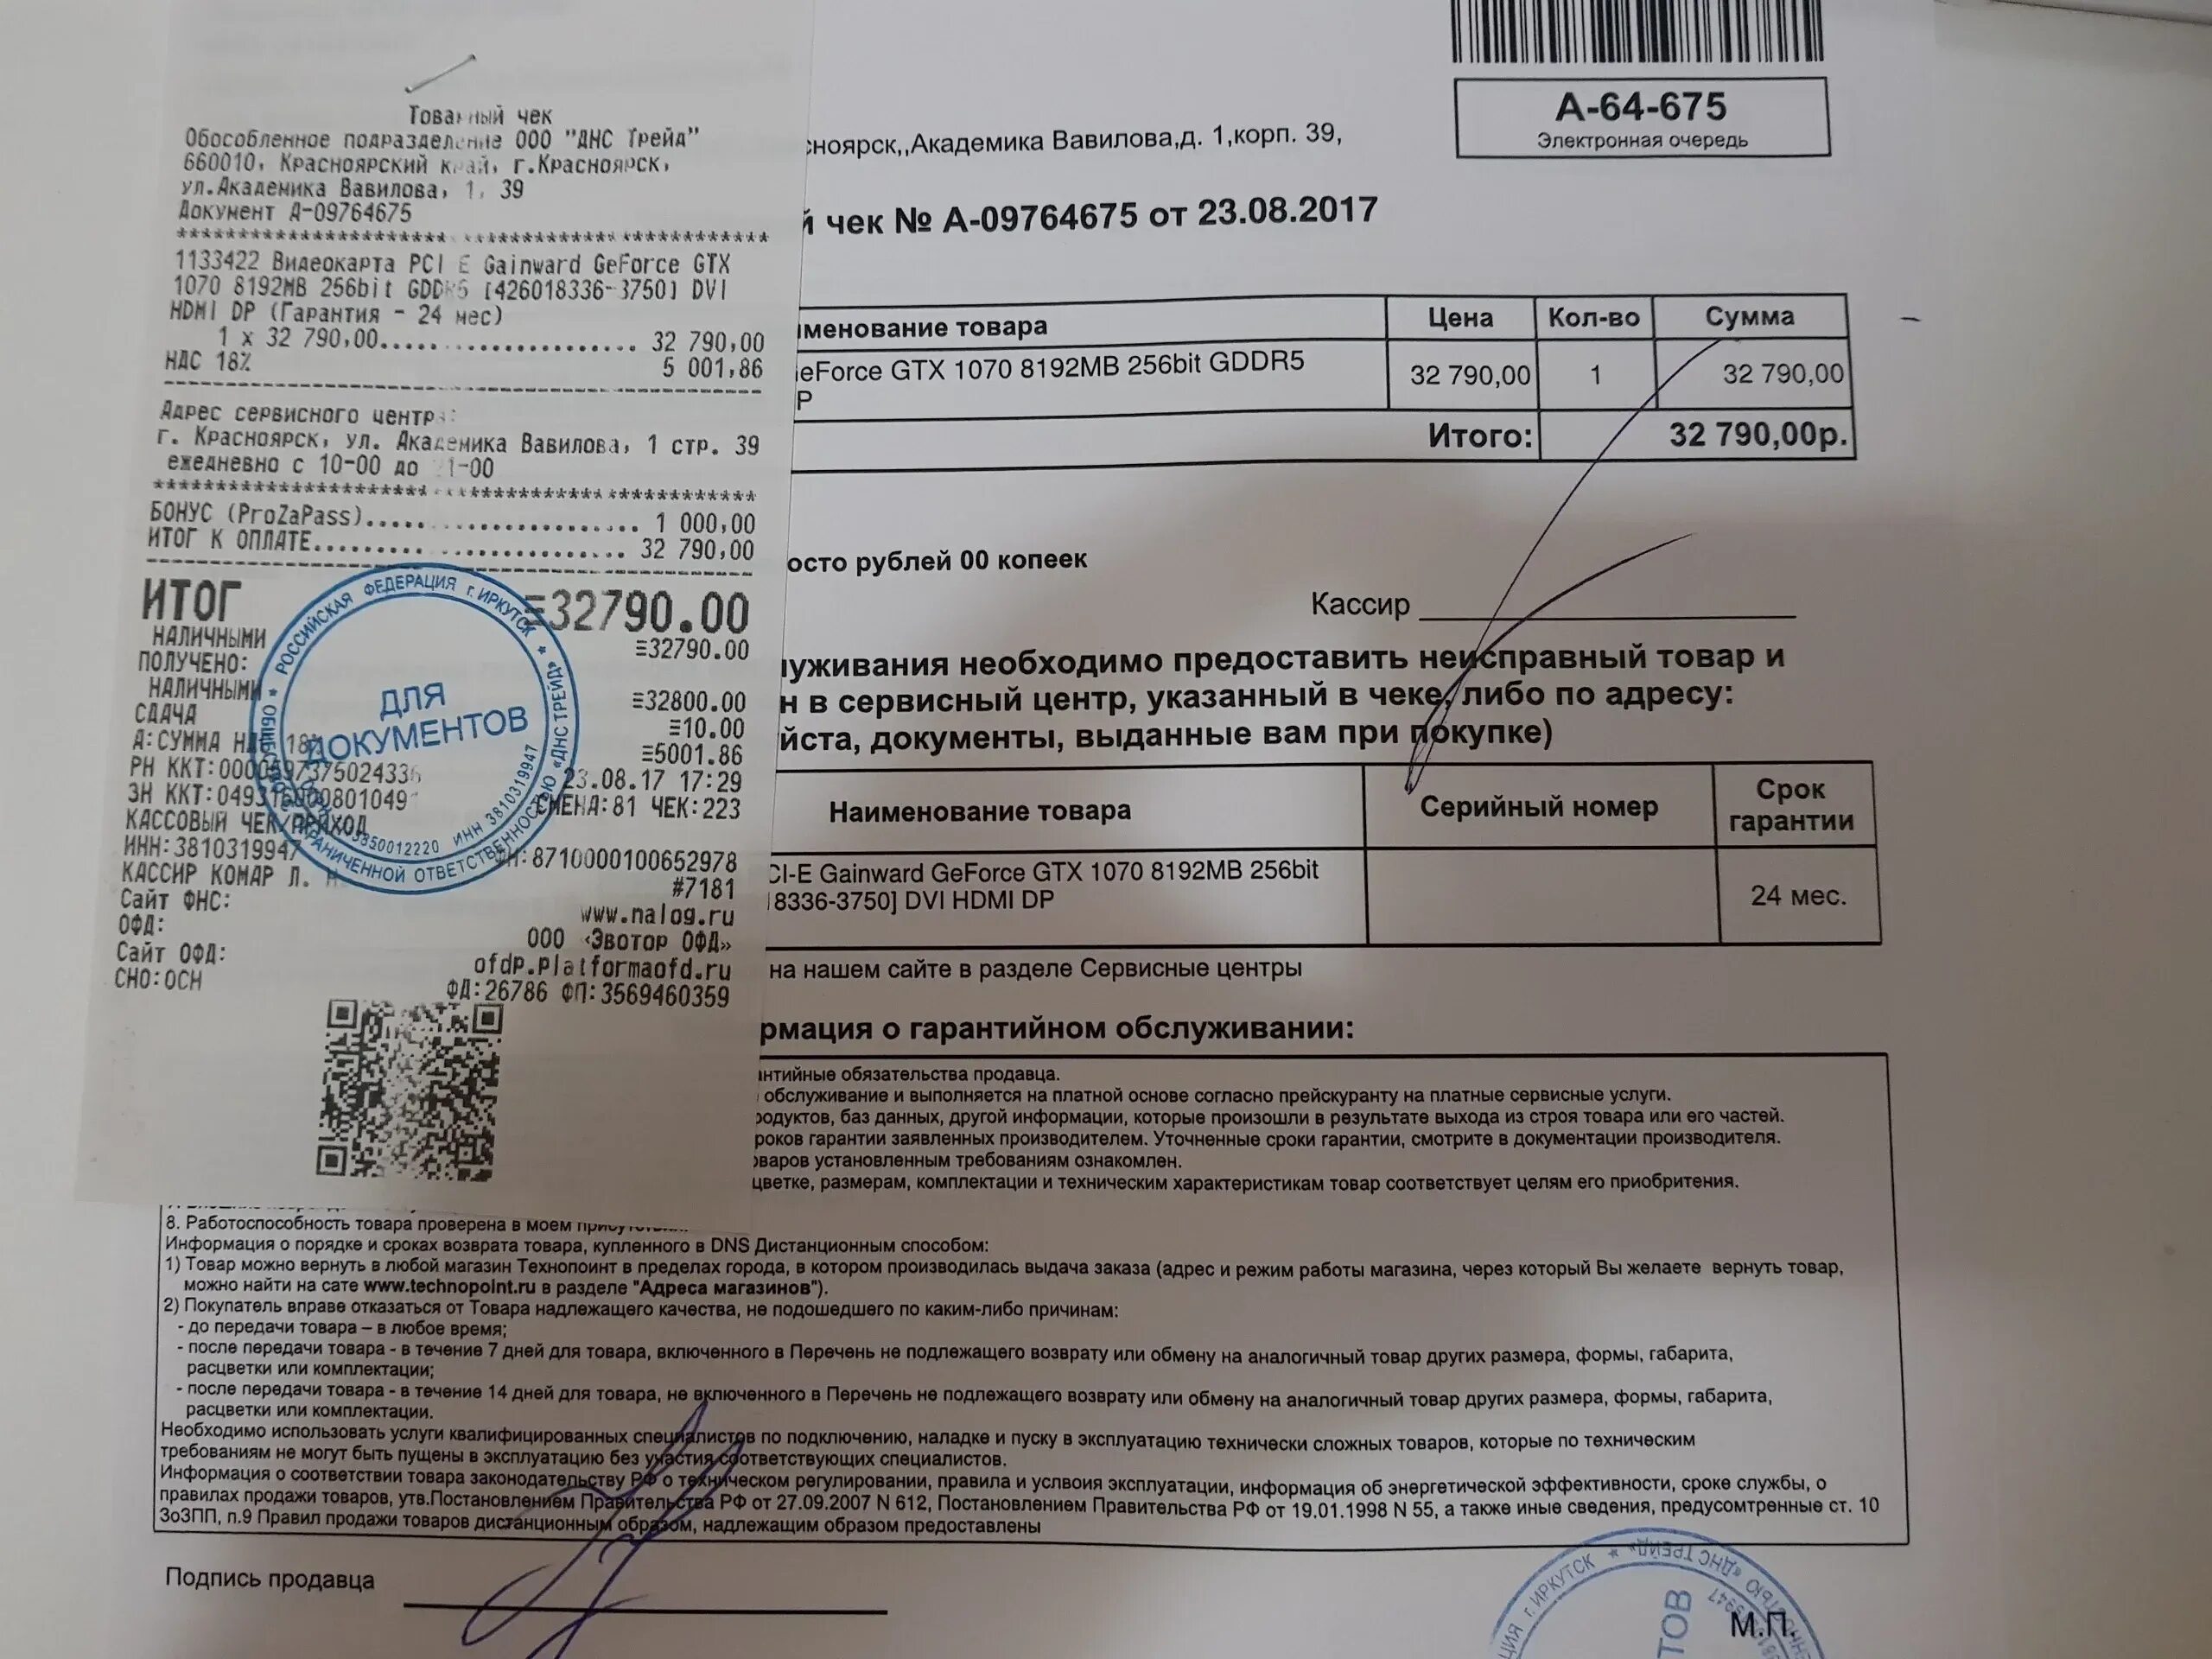 Товарный чек
Обособленное подразделение ООО "ДНС Трейд"
660010, Красноярский край, г.Красноярск,
ул.Академика Вавилова, 1, 39
Документ А-09764675
1133422 Видеокарта PCI E Gainward GeForce GTX
1070 8192MB 256bit GDDR5 [426018336-3750] DVI
HDMI DP (Гарантия - 24 мес)
1 x 32 790,00 32 790,00
НДС 18% 5 001,86
Адрес сервисного центра:
г. Красноярск, ул. Академика Вавилова, 1 стр. 39
ежедневно с 10-00 до 21-00
БОНУС (ProZaPass) 1 000,00
ИТОГ К ОПЛАТЕ 32 790,00
ИТОГ ≡32790.00
НАЛИЧНЫМИ ≡32790.00
ПОЛУЧЕНО:
НАЛИЧНЫМИ ≡32800.00
СДАЧА ≡10.00
А:СУММА НДС 18% ≡5001.86
РН ККТ: 23.08.17 17:29
ЗН ККТ: СМЕНА:81 ЧЕК:223
КАССОВЫЙ ЧЕК/ПРИХОД
ИНН:3810319947 ФН:8710000100652978
КАССИР КОМАР Л. #7181
Сайт ФНС: www.nalog.ru
ОФД: ООО «Эвотор ОФД»
Сайт ОФД: ofdp.platformaofd.ru
СНО:ОСН ФД:26786 ФП:3569460359
РОССИЙСКАЯ ФЕДЕРАЦИЯ г. ИРКУТСК * ОТВЕТСТВЕННОСТЬЮ «ДНС ТРЕЙД»
ИНН 3810319947
ДЛЯ
ДОКУМЕНТОВ
А-64-675
Электронная очередь
Академика Вавилова,д. 1,корп. 39,
чек № А-09764675 от 23.08.2017
товара Цена Кол-во Сумма
GTX 1070 8192MB 256bit GDDR5 32 790,00 1 32 790,00
Итого: 32 790,00р.
рублей 00 копеек
Кассир
необходимо предоставить неисправный товар и
в сервисный центр, указанный в чеке, либо по адресу:
документы, выданные вам при покупке)
Наименование товара Серийный номер Срок гарантии
Gainward GeForce GTX 1070 8192MB 256bit
8336-3750] DVI HDMI DP 24 мес.
на нашем сайте в разделе Сервисные центры
о гарантийном обслуживании:
обязательства продавца.
обслуживание и выполняется на платной основе согласно прейскуранту на платные сервисные услуги.
баз данных, другой информации, которые произошли в результате выхода из строя товара или его частей.
гарантии заявленных производителем. Уточненные сроки гарантии, смотрите в документации производителя.
установленным требованиям ознакомлен.
размерам, комплектации и техническим характеристикам товар соответствует целям его приобритения.
8. Работоспособность товара проверена в моем
Информация о порядке и сроках возврата товара, купленного в DNS Дистанционным способом:
1) Товар можно вернуть в любой магазин Технопоинт в пределах города, в котором производилась выдача заказа (адрес и режим работы магазина, через который Вы желаете вернуть товар,
можно найти на сате www.technopoint.ru в разделе "Адреса магазинов").
2) Покупатель вправе отказаться от Товара надлежащего качества, не подошедшего по каким-либо причинам:
- до передачи товара – в любое время;
- после передачи товара - в течение 7 дней для товара, включенного в Перечень не подлежащего возврату или обмену на аналогичный товар других размера, формы, габарита,
расцветки или комплектации;
- после передачи товара - в течение 14 дней для товара, не включенного в Перечень не подлежащего возврату или обмену на аналогичный товар других размера, формы, габарита,
расцветки или комплектации.
Необходимо использовать услуги квалифицированных специалистов по подключению, наладке и пуску в эксплуатацию технически сложных товаров, которые по техническим
требованиям не могут быть пущены в эксплуатацию без участия соответствующих специалистов.
Информация о соответствии товара законодательству РФ о техническом регулировании, правила и услвоия эксплуатации, информация об энергетической эффективности, сроке службы, о
правилах продажи товаров, утв.Постановлением Правительства РФ от 27.09.2007 N 612, Постановлением Правительства РФ от 19.01.1998 N 55, а также иные сведения, предусомтренные ст. 10
ЗоЗПП, п.9 Правил продажи товаров дистанционным образом, надлежащим образом предоставлены
Подпись продавца
г. ИРКУТСК * «ДНС ТРЕЙД»
М.П.